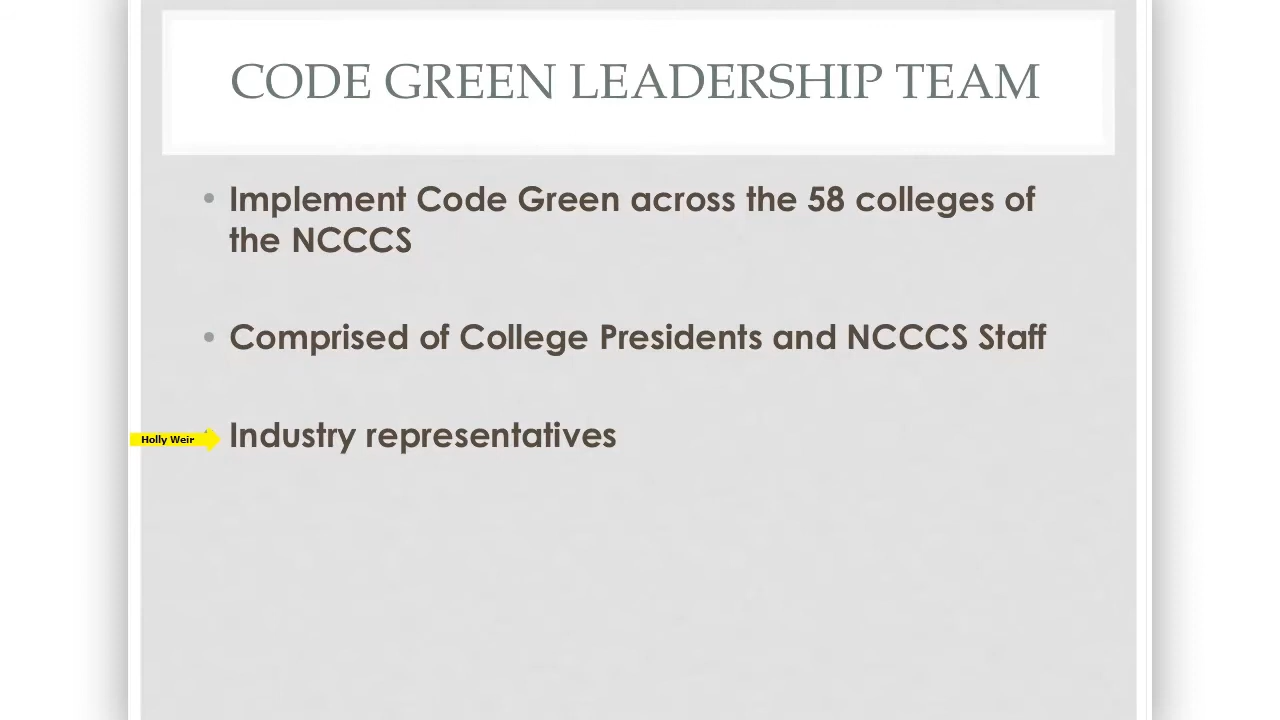 CODE GREEN LEADERSHIP TEAM
• Implement Code Green across the 58 colleges of
the NCCCS
• Comprised of College Presidents and NCCCS Staff
Holly Weir
• Industry representatives